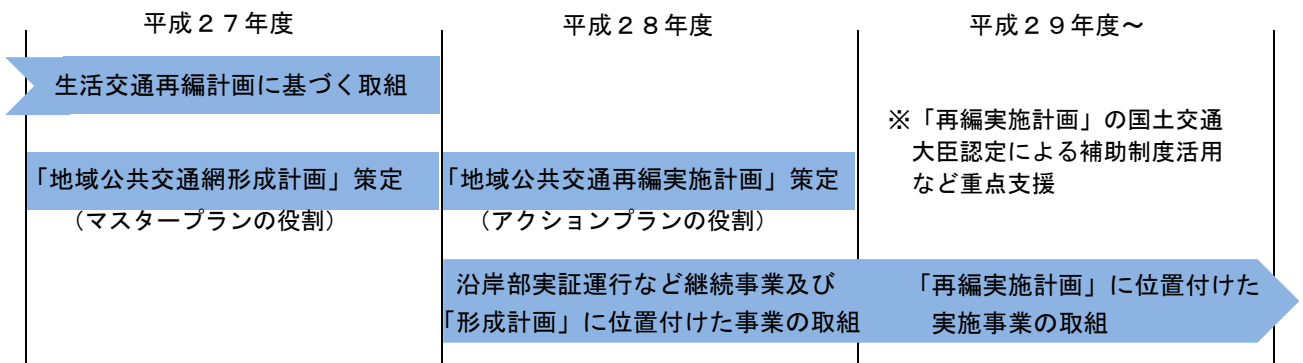 平成２７年度
平成２８年度
平成２９年度～
生活交通再編計画に基づく取組
※「再編実施計画」の国土交通
大臣認定による補助制度活用
など重点支援
「地域公共交通網形成計画」策定
（マスタープランの役割）
「地域公共交通再編実施計画」策定
（アクションプランの役割）
沿岸部実証運行など継続事業及び
「形成計画」に位置付けた事業の取組
「再編実施計画」に位置付けた
実施事業の取組